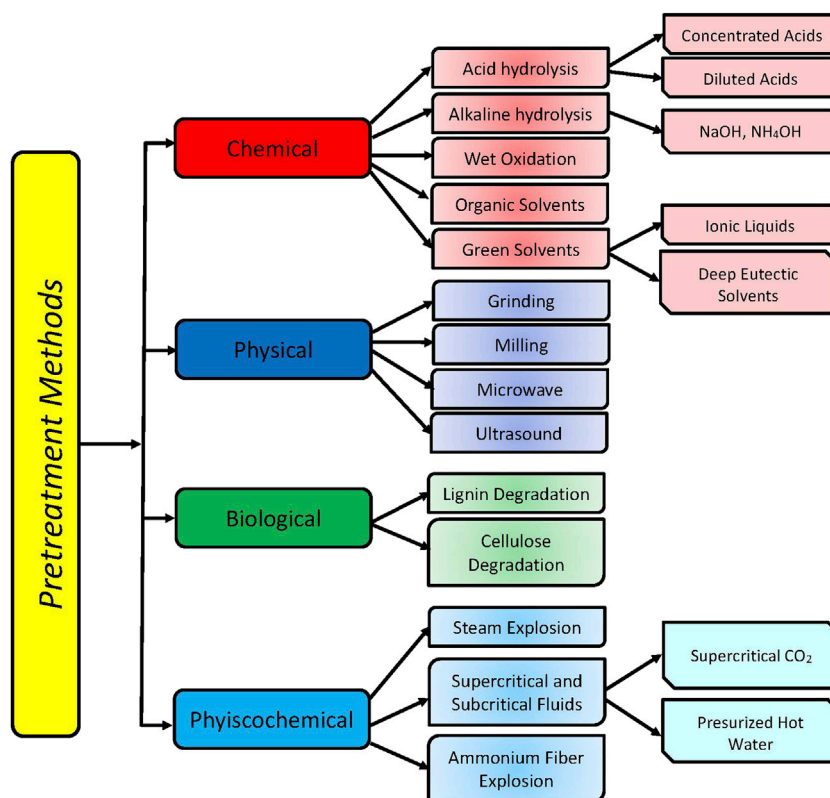 Pretreatment Methods
Chemical
Acid hydrolysis
Concentrated Acids
Diluted Acids
Alkaline hydrolysis
NaOH, NH₄OH
Wet Oxidation
Organic Solvents
Green Solvents
Ionic Liquids
Deep Eutectic
Solvents
Physical
Grinding
Milling
Microwave
Ultrasound
Biological
Lignin Degradation
Cellulose
Degradation
Phyiscochemical
Steam Explosion
Supercritical and
Subcritical Fluids
Supercritical CO₂
Presurized Hot
Water
Ammonium Fiber
Explosion